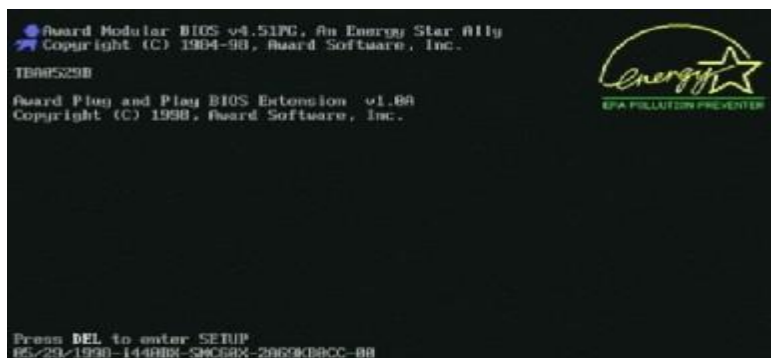 Award Modular BIOS v4.51PG, An Energy Star Ally
Copyright (C) 1984-98, Award Software, Inc.
energy
EPA POLLUTION PREVENTER
TBA0529B
Award Plug and Play BIOS Extension v1.0A
Copyright (C) 1998, Award Software, Inc.
Press DEL to enter SETUP
05/29/1998-i440BX-SMC60X-2A69KD0CC-00